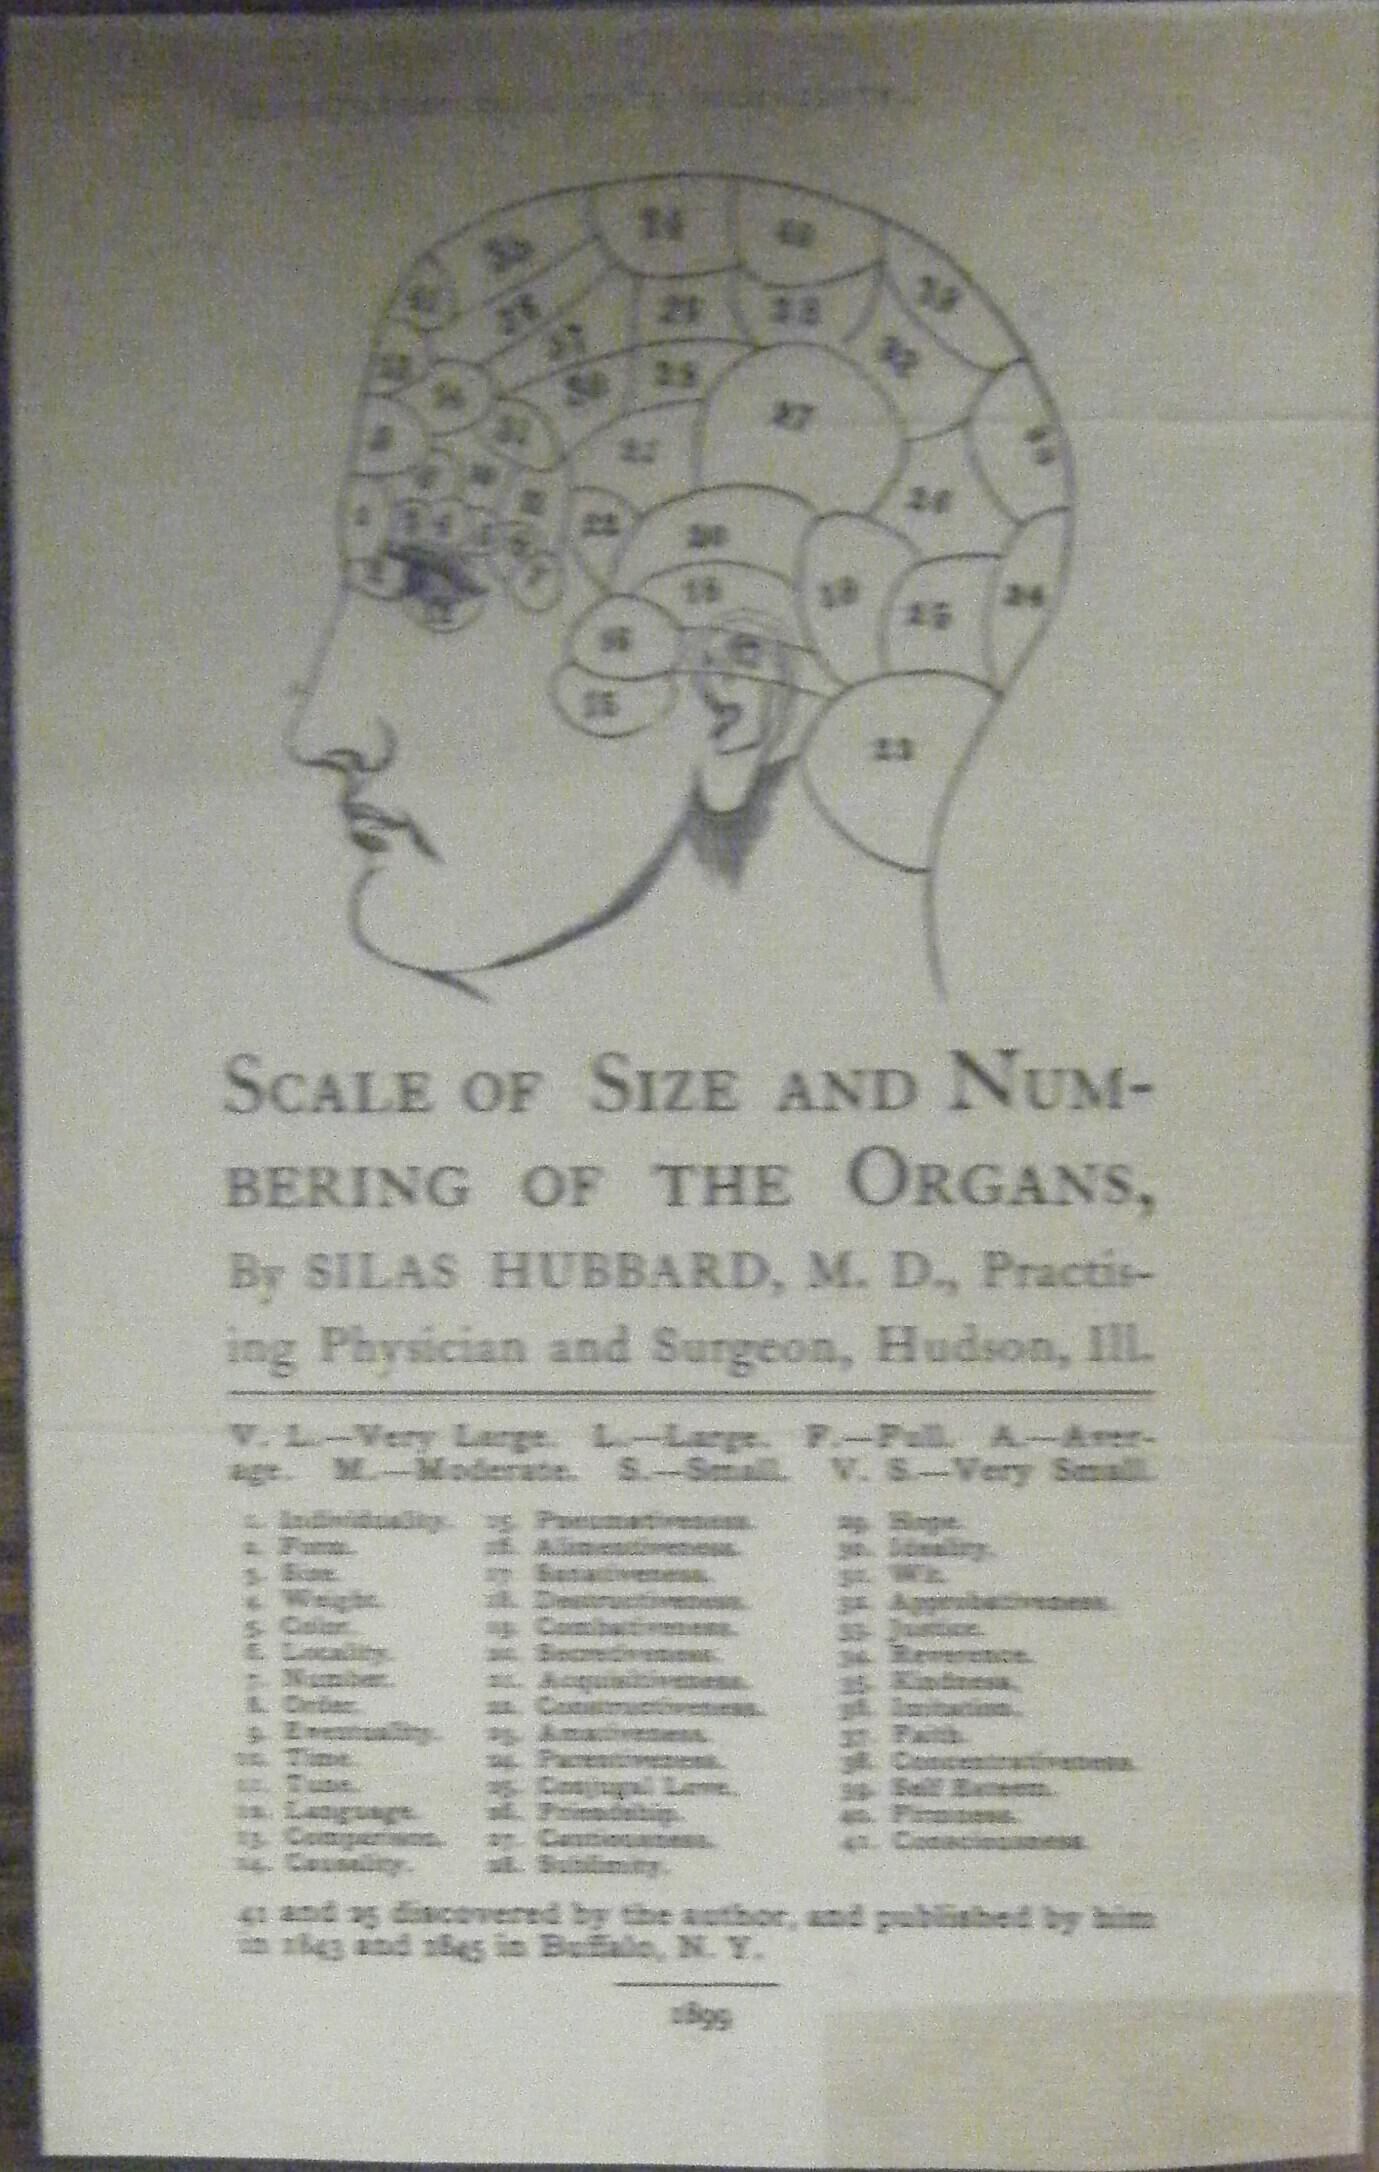 SCALE OF SIZE AND NUM-
BERING OF THE ORGANS,
By SILAS HUBBARD, M. D., Practis-
ing Physician and Surgeon, Hudson, Ill.
V. L.—Very Large. L.—Large. F.—Full. A.—Aver-
age. M.—Moderate. S.—Small. V. S.—Very Small.
1. Individuality.
2. Form.
3. Size.
4. Weight.
5. Color.
6. Locality.
7. Number.
8. Order.
9. Eventuality.
10. Time.
11. Tune.
12. Language.
13. Comparison.
14. Causality.
15. Pneumativeness.
16. Alimentiveness.
17. Sanativeness.
18. Destructiveness.
19. Combativeness.
20. Secretiveness.
21. Acquisitiveness.
22. Constructiveness.
23. Amativeness.
24. Parentiveness.
25. Conjugal Love.
26. Friendship.
27. Cautiousness.
28. Sublimity.
29. Hope.
30. Ideality.
31. Wit.
32. Approbativeness.
33. Justice.
34. Reverence.
35. Kindness.
36. Imitation.
37. Faith.
38. Concentrativeness.
39. Self Esteem.
40. Firmness.
41. Consciousness.
41 and 25 discovered by the author, and published by him
in 1843 and 1845 in Buffalo, N. Y.
1899